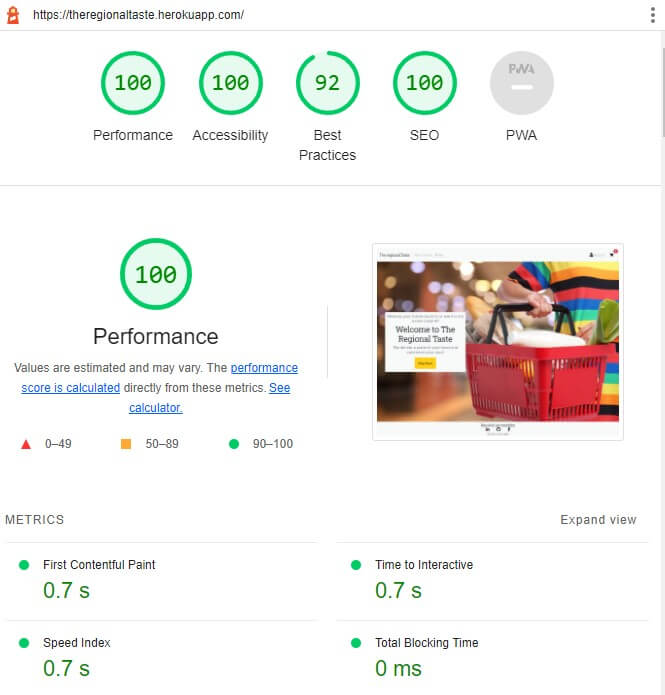 https://theregionaltaste.herokuapp.com/
100
100
92
100
PWA
Performance
Accessibility
Best
Practices
SEO
PWA
100
Performance
Values are estimated and may vary. The performance
score is calculated directly from these metrics. See
calculator.
0–49
50–89
90–100
Welcome to The
Regional Taste
METRICS
Expand view
First Contentful Paint
0.7 s
Time to Interactive
0.7 s
Speed Index
0.7 s
Total Blocking Time
0 ms